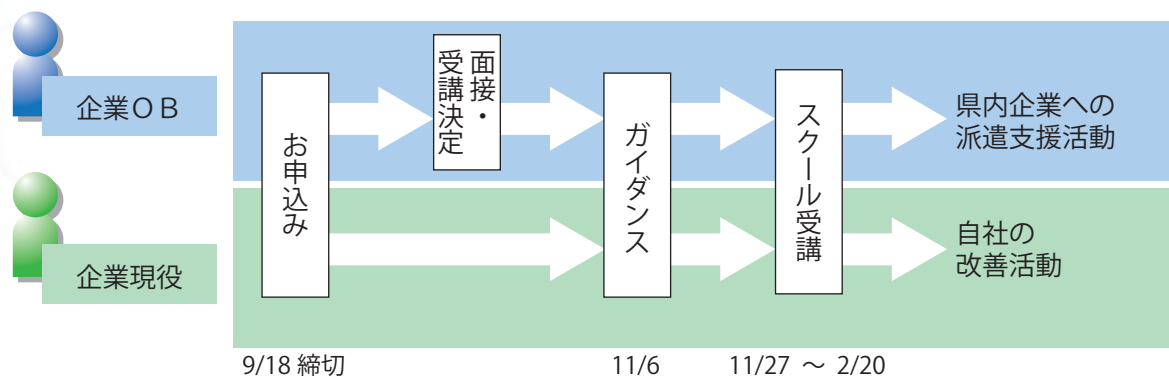 企業OB
お申込み
面接・
受講決定
ガイダンス
スクール受講
県内企業への
派遣支援活動
企業現役
自社の
改善活動
9/18 締切
11/6
11/27 ～ 2/20